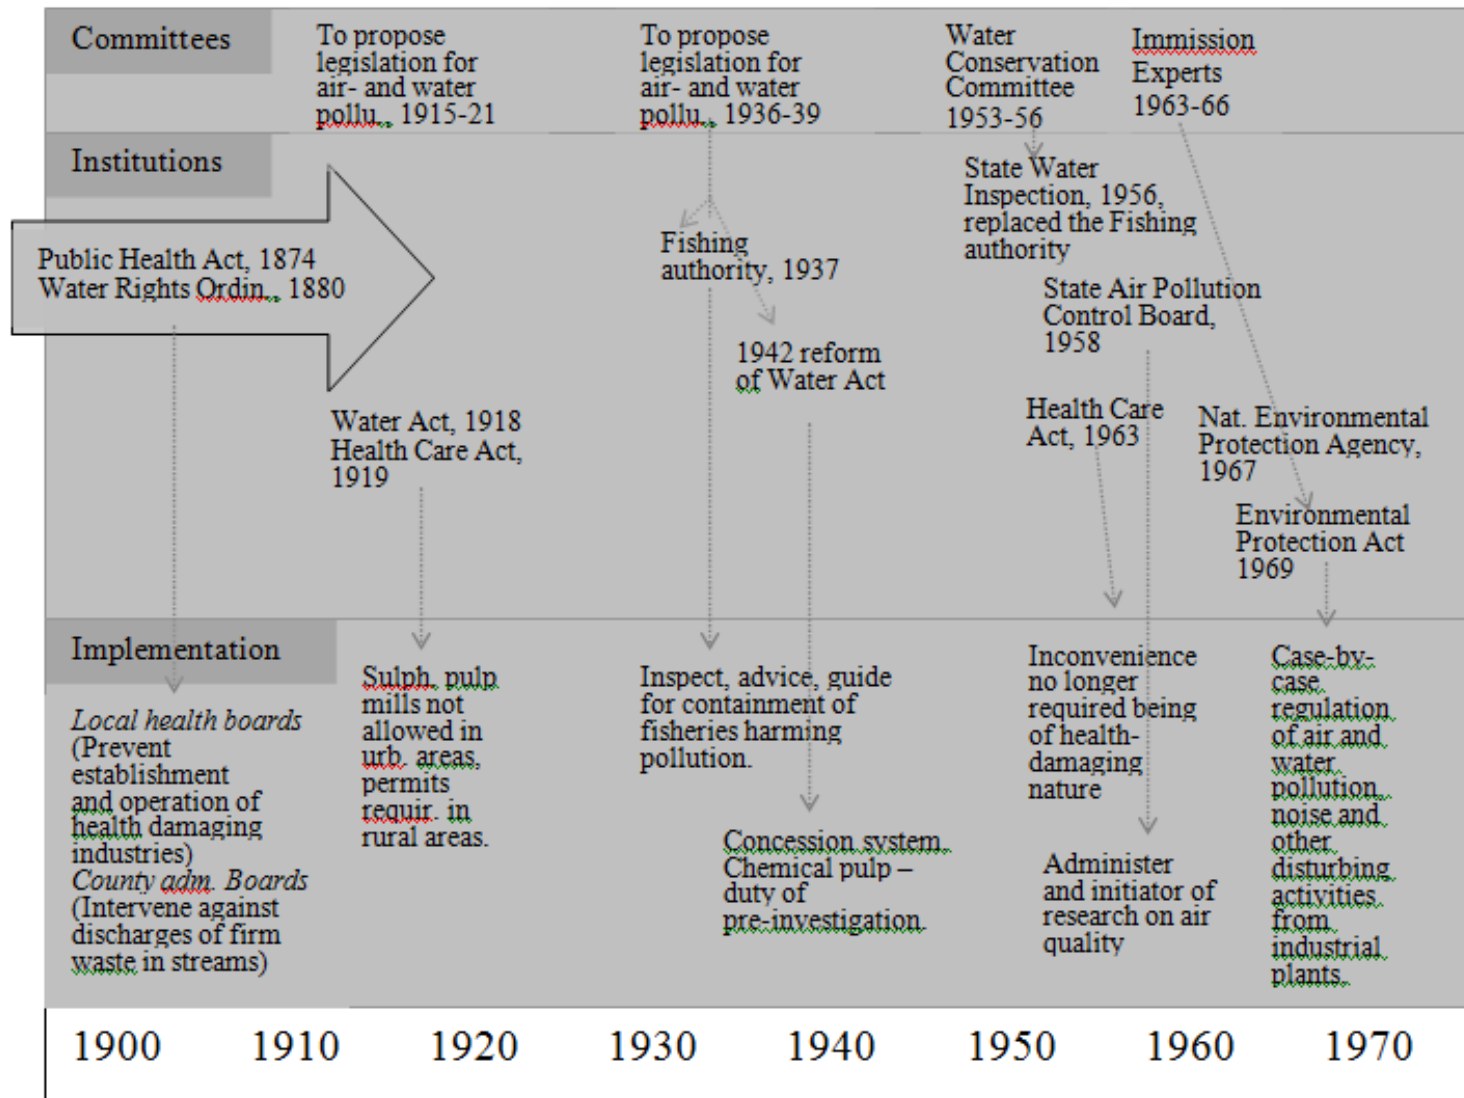 Committees
To propose
legislation for
air- and water
pollu., 1915-21
To propose
legislation for
air- and water
pollu., 1936-39
Water
Conservation
Committee
1953-56
Immission
Experts
1963-66
Institutions
Public Health Act, 1874
Water Rights Ordin., 1880
Water Act, 1918
Health Care Act,
1919
Fishing
authority, 1937
1942 reform
of Water Act
State Water
Inspection, 1956,
replaced the Fishing
authority
State Air Pollution
Control Board,
1958
Health Care
Act, 1963
Nat. Environmental
Protection Agency,
1967
Environmental
Protection Act
1969
Implementation
Local health boards
(Prevent
establishment
and operation of
health damaging
industries)
County adm. Boards
(Intervene against
discharges of firm
waste in streams)
Sulph. pulp
mills not
allowed in
urb. areas,
permits
requir. in
rural areas.
Inspect, advice, guide
for containment of
fisheries harming
pollution.
Concession system.
Chemical pulp –
duty of
pre-investigation.
Inconvenience
no longer
required being
of health-
damaging
nature
Administer
and initiator of
research on air
quality
Case-by-
case
regulation
of air and
water
pollution,
noise and
other
disturbing
activities
from
industrial
plants.
1900 1910 1920 1930 1940 1950 1960 1970